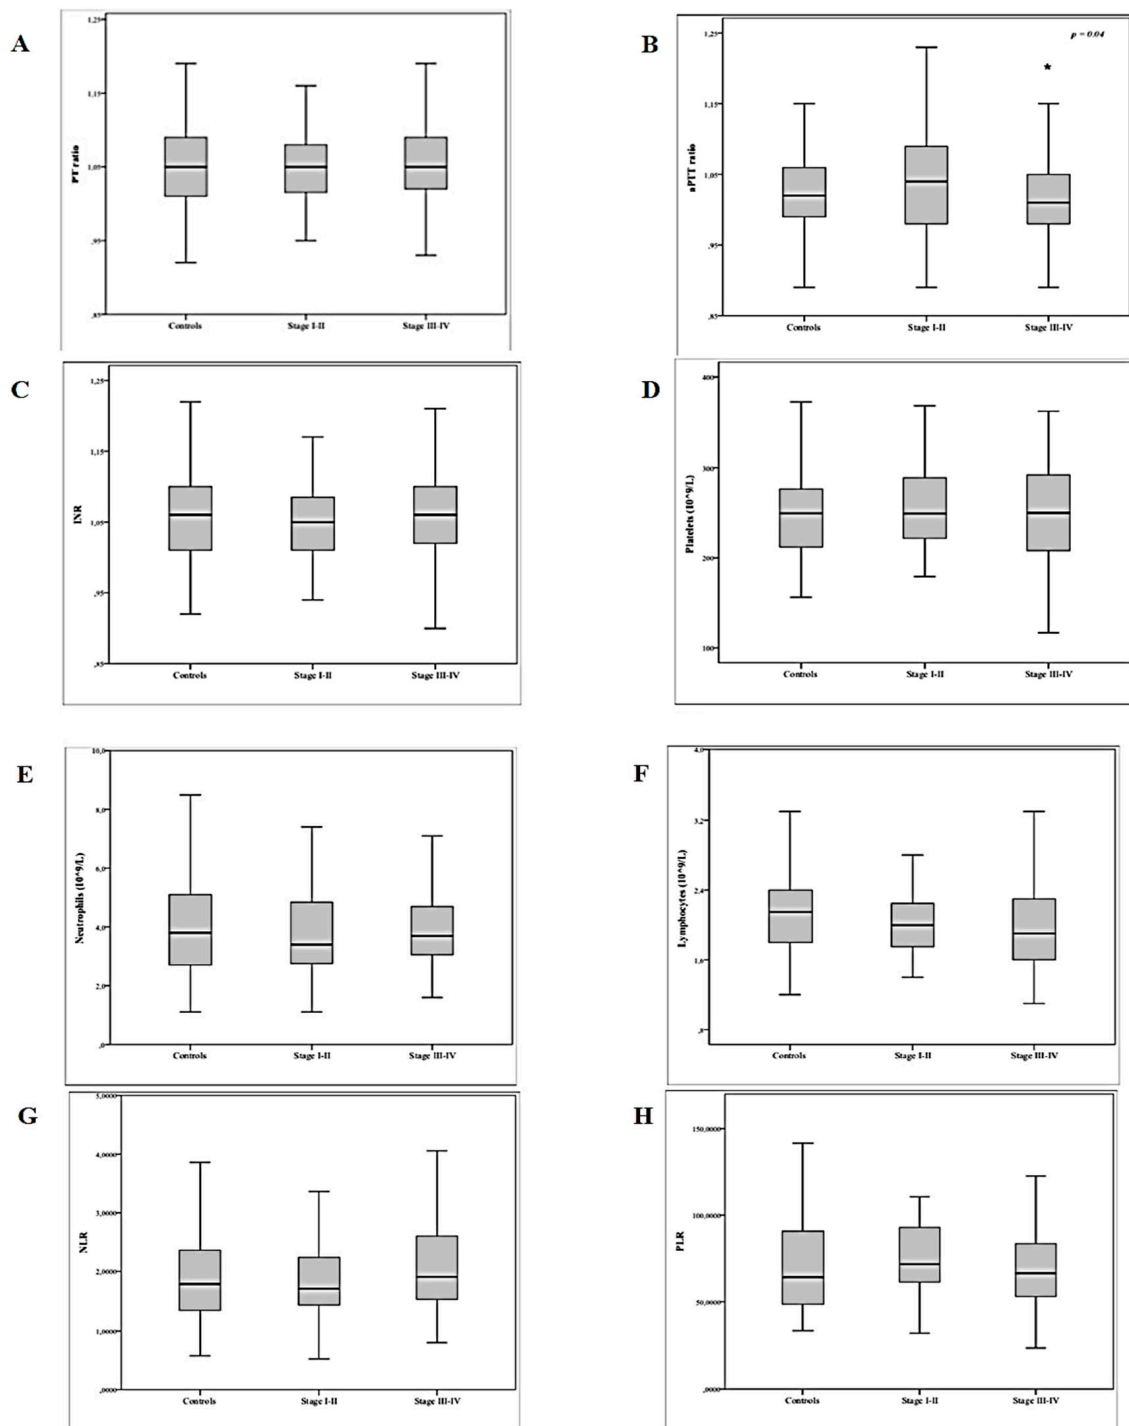 A
PT ratio
1,25
1,15
1,05
,95
,85
Controls Stage I-II Stage III-IV
B
aPTT ratio
p = 0.04
*
1,25
1,15
1,05
,95
,85
Controls Stage I-II Stage III-IV
C
INR
1,25
1,15
1,05
,95
,85
Controls Stage I-II Stage III-IV
D
Platelets (10^9/L)
400
300
200
100
Controls Stage I-II Stage III-IV
E
Neutrophils (10^9/L)
10,0
8,0
6,0
4,0
2,0
,0
Controls Stage I-II Stage III-IV
F
Lymphocytes (10^9/L)
4,0
3,2
2,4
1,6
,8
Controls Stage I-II Stage III-IV
G
NLR
5,0000
4,0000
3,0000
2,0000
1,0000
,0000
Controls Stage I-II Stage III-IV
H
PLR
150,0000
100,0000
50,0000
,0000
Controls Stage I-II Stage III-IV